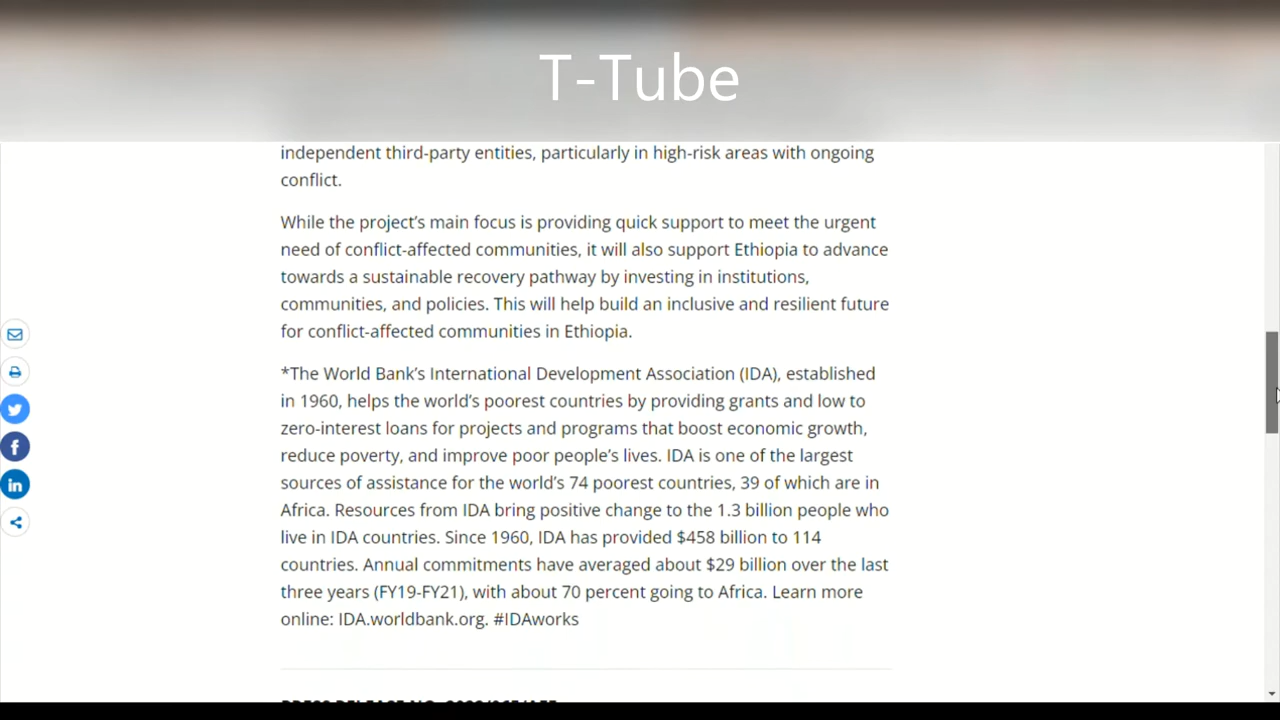 T-Tube
independent third-party entities, particularly in high-risk areas with ongoing
conflict.
While the project's main focus is providing quick support to meet the urgent
need of conflict-affected communities, it will also support Ethiopia to advance
towards a sustainable recovery pathway by investing in institutions,
communities, and policies. This will help build an inclusive and resilient future
for conflict-affected communities in Ethiopia.
*The World Bank's International Development Association (IDA), established
in 1960, helps the world's poorest countries by providing grants and low to
zero-interest loans for projects and programs that boost economic growth,
reduce poverty, and improve poor people's lives. IDA is one of the largest
sources of assistance for the world's 74 poorest countries, 39 of which are in
Africa. Resources from IDA bring positive change to the 1.3 billion people who
live in IDA countries. Since 1960, IDA has provided $458 billion to 114
countries. Annual commitments have averaged about $29 billion over the last
three years (FY19-FY21), with about 70 percent going to Africa. Learn more
online: IDA.worldbank.org. #IDAworks
PRESS RELEASE NO.